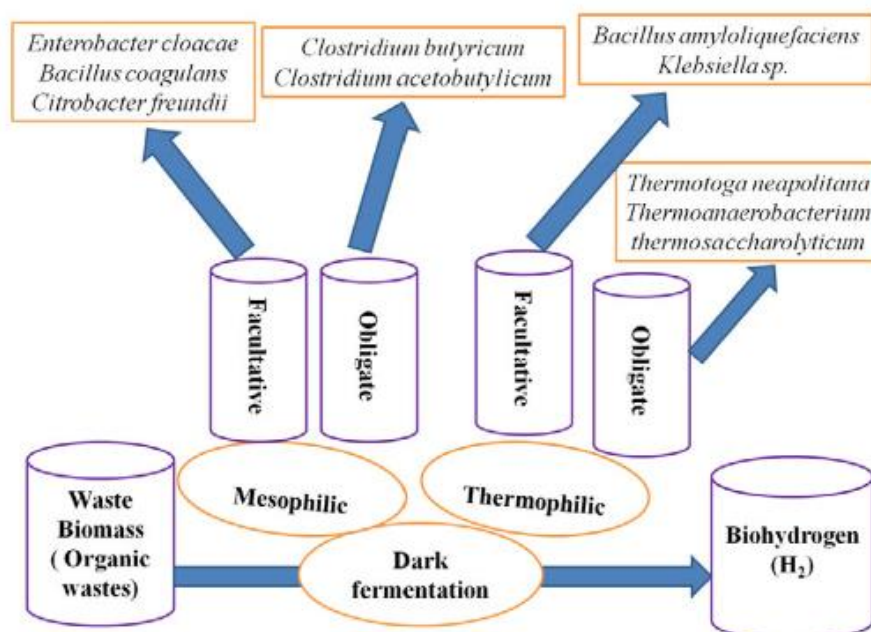 Enterobacter cloacae
Bacillus coagulans
Citrobacter freundii
Clostridium butyricum
Clostridium acetobutylicum
Bacillus amyloliquefaciens
Klebsiella sp.
Thermotoga neapolitana
Thermoanaerobacterium
thermosaccharolyticum
Facultative
Obligate
Facultative
Obligate
Mesophilic
Thermophilic
Waste
Biomass
( Organic
wastes)
Dark
fermentation
Biohydrogen
(H₂)